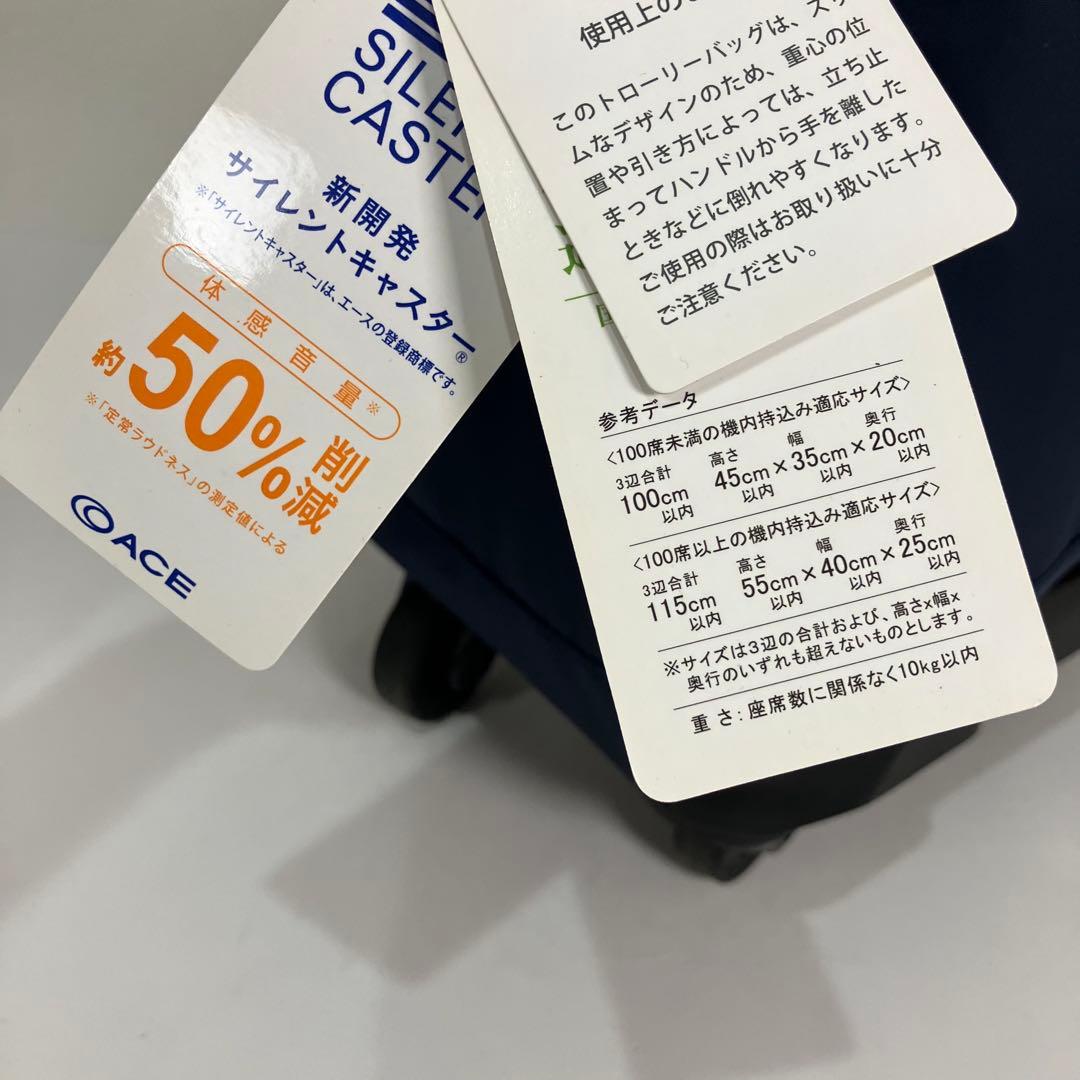 新開発
サイレントキャスター®
※「サイレントキャスター」は、エースの登録商標です。
体感音量※
約50%削減
※「定常ラウドネス」の測定値による
ACE
使用上の
このトローリーバッグは、スリ
ムなデザインのため、重心の位
置や引き方によっては、立ち止
まってハンドルから手を離した
ときなどに倒れやすくなります。
ご使用の際はお取り扱いに十分
ご注意ください。
参考データ
〈100席未満の機内持込み適応サイズ〉
3辺合計 高さ 幅 奥行
100cm 45cm×35cm×20cm
以内 以内 以内 以内
〈100席以上の機内持込み適応サイズ〉
3辺合計 高さ 幅 奥行
115cm 55cm×40cm×25cm
以内 以内 以内 以内
※サイズは3辺の合計および、高さx幅x
奥行のいずれも超えないものとします。
重さ:座席数に関係なく10kg以内